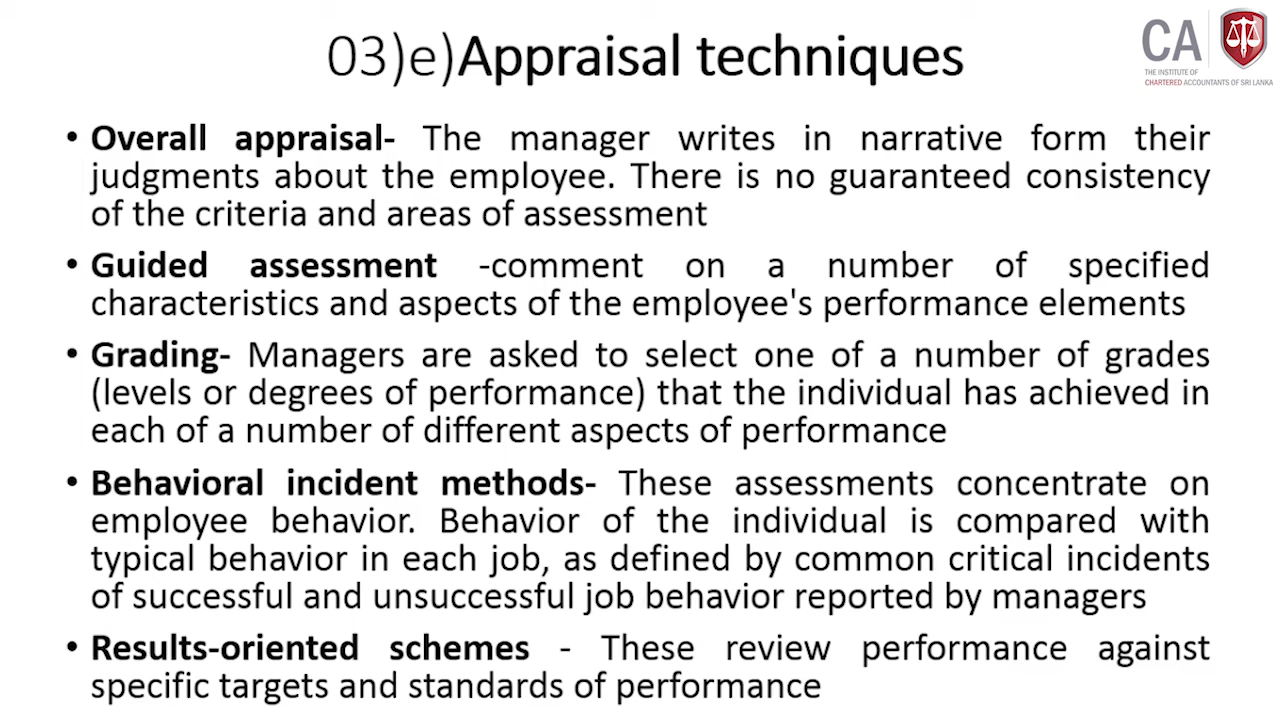 03)e)Appraisal techniques
CA
THE INSTITUTE OF
CHARTERED ACCOUNTANTS OF SRI LANKA
• Overall appraisal- The manager writes in narrative form their
judgments about the employee. There is no guaranteed consistency
of the criteria and areas of assessment
• Guided assessment -comment on a number of specified
characteristics and aspects of the employee's performance elements
• Grading- Managers are asked to select one of a number of grades
(levels or degrees of performance) that the individual has achieved in
each of a number of different aspects of performance
• Behavioral incident methods- These assessments concentrate on
employee behavior. Behavior of the individual is compared with
typical behavior in each job, as defined by common critical incidents
of successful and unsuccessful job behavior reported by managers
• Results-oriented schemes - These review performance against
specific targets and standards of performance